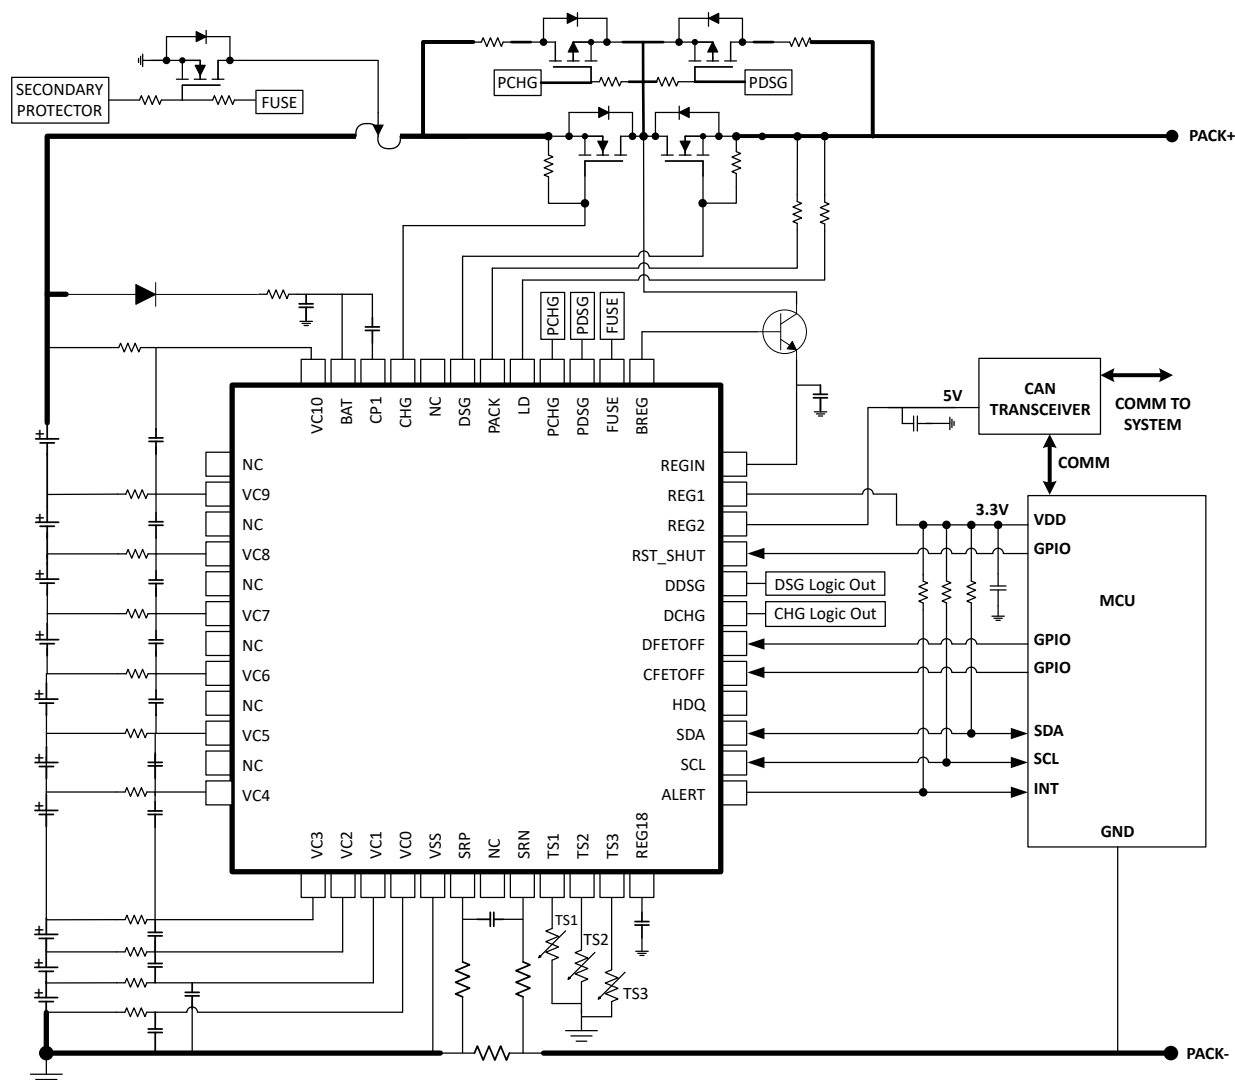 SECONDARY
PROTECTOR
FUSE
PCHG
PDSG
PACK+
PCHG
PDSG
FUSE
VC10
BAT
CP1
CHG
NC
DSG
PACK
LD
PCHG
PDSG
FUSE
BREG
5V
CAN
TRANSCEIVER
COMM TO
SYSTEM
COMM
NC
VC9
NC
VC8
NC
VC7
NC
VC6
NC
VC5
NC
VC4
REGIN
REG1
REG2
RST_SHUT
DDSG
DCHG
DFETOFF
CFETOFF
HDQ
SDA
SCL
ALERT
DSG Logic Out
CHG Logic Out
3.3V
VDD
GPIO
MCU
GPIO
GPIO
SDA
SCL
INT
GND
VC3
VC2
VC1
VC0
VSS
SRP
NC
SRN
TS1
TS2
TS3
REG18
TS1
TS2
TS3
+
+
+
+
+
+
+
+
+
+
PACK-